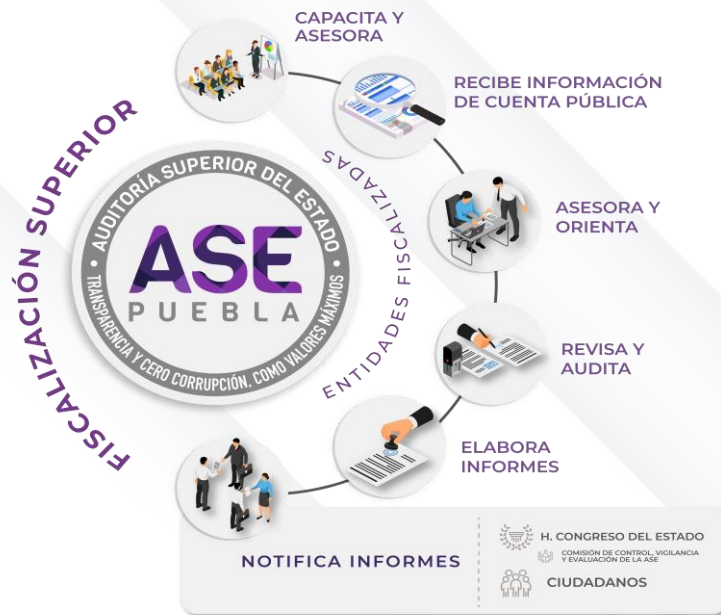 CAPACITA Y
ASESORA
RECIBE INFORMACIÓN
DE CUENTA PÚBLICA
FISCALIZACIÓN SUPERIOR
AUDITORÍA SUPERIOR DEL ESTADO
ASE
PUEBLA
TRANSPARENCIA Y CERO CORRUPCIÓN, COMO VALORES MÁXIMOS
ENTIDADES FISCALIZADAS
ASESORA Y
ORIENTA
REVISA Y
AUDITA
ELABORA
INFORMES
NOTIFICA INFORMES
H. CONGRESO DEL ESTADO
COMISIÓN DE CONTROL, VIGILANCIA
Y EVALUACIÓN DE LA ASE
CIUDADANOS